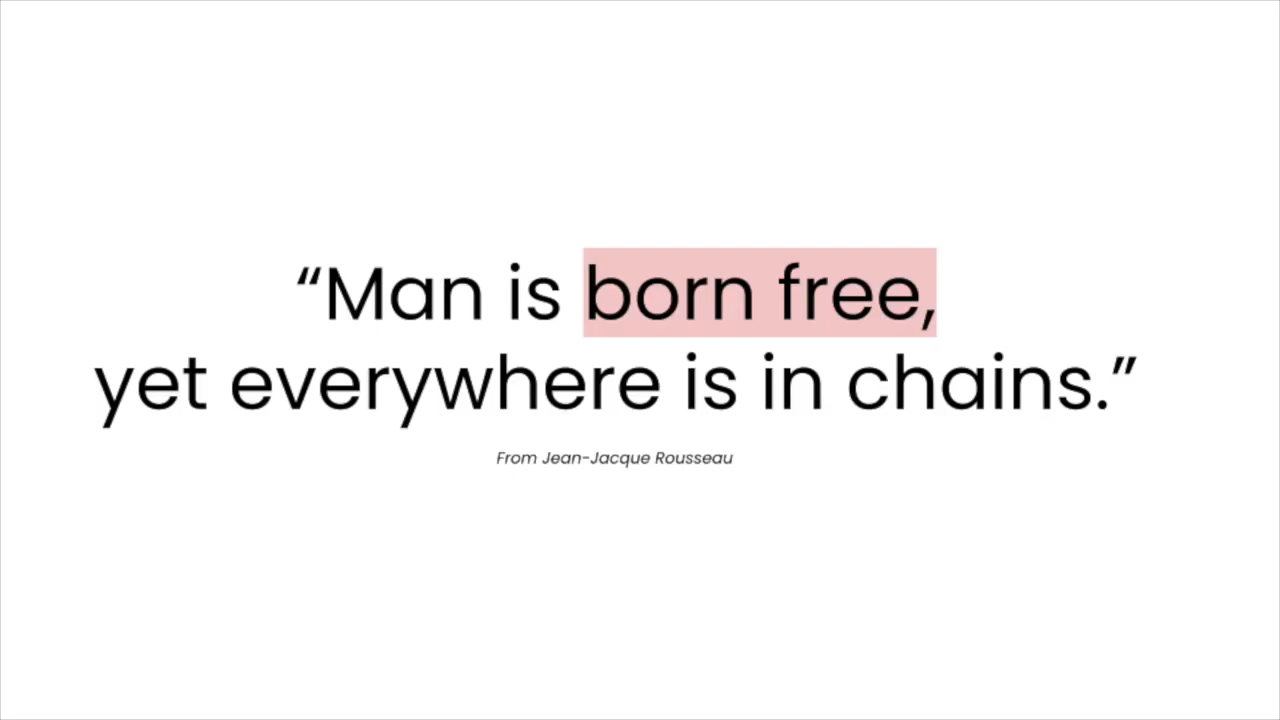 “Man is born free,
yet everywhere is in chains.”
From Jean-Jacque Rousseau